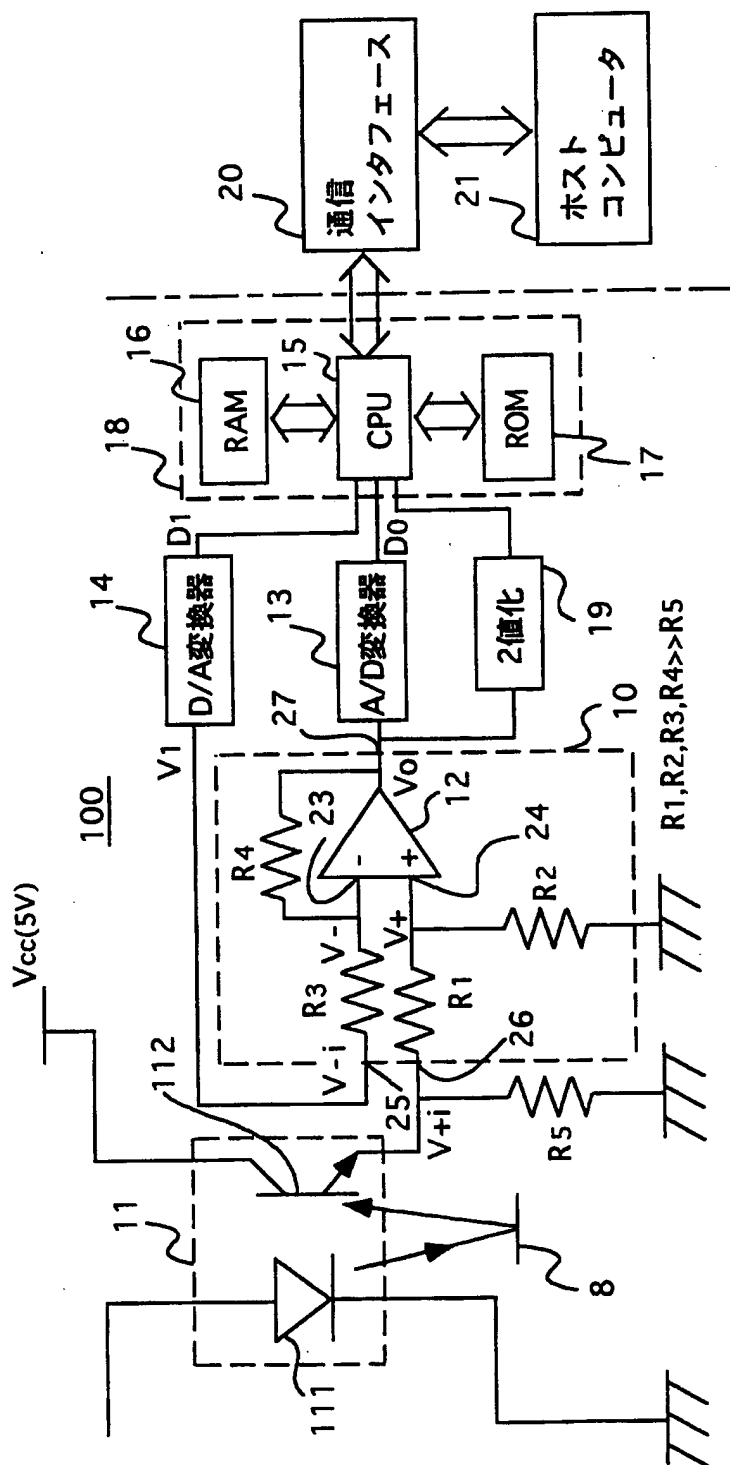 100
Vcc(5V)
11
112
111
8
V-i
25
V+i
26
R5
R3
R1
V-
V+
R4
23
-
+
12
24
R2
27
Vo
10
R1,R2,R3,R4>>R5
V1
14
D/A変換器
D1
13
A/D変換器
D0
2値化
19
18
16
RAM
15
CPU
ROM
17
20
通信
インタフェース
21
ホスト
コンピュータ